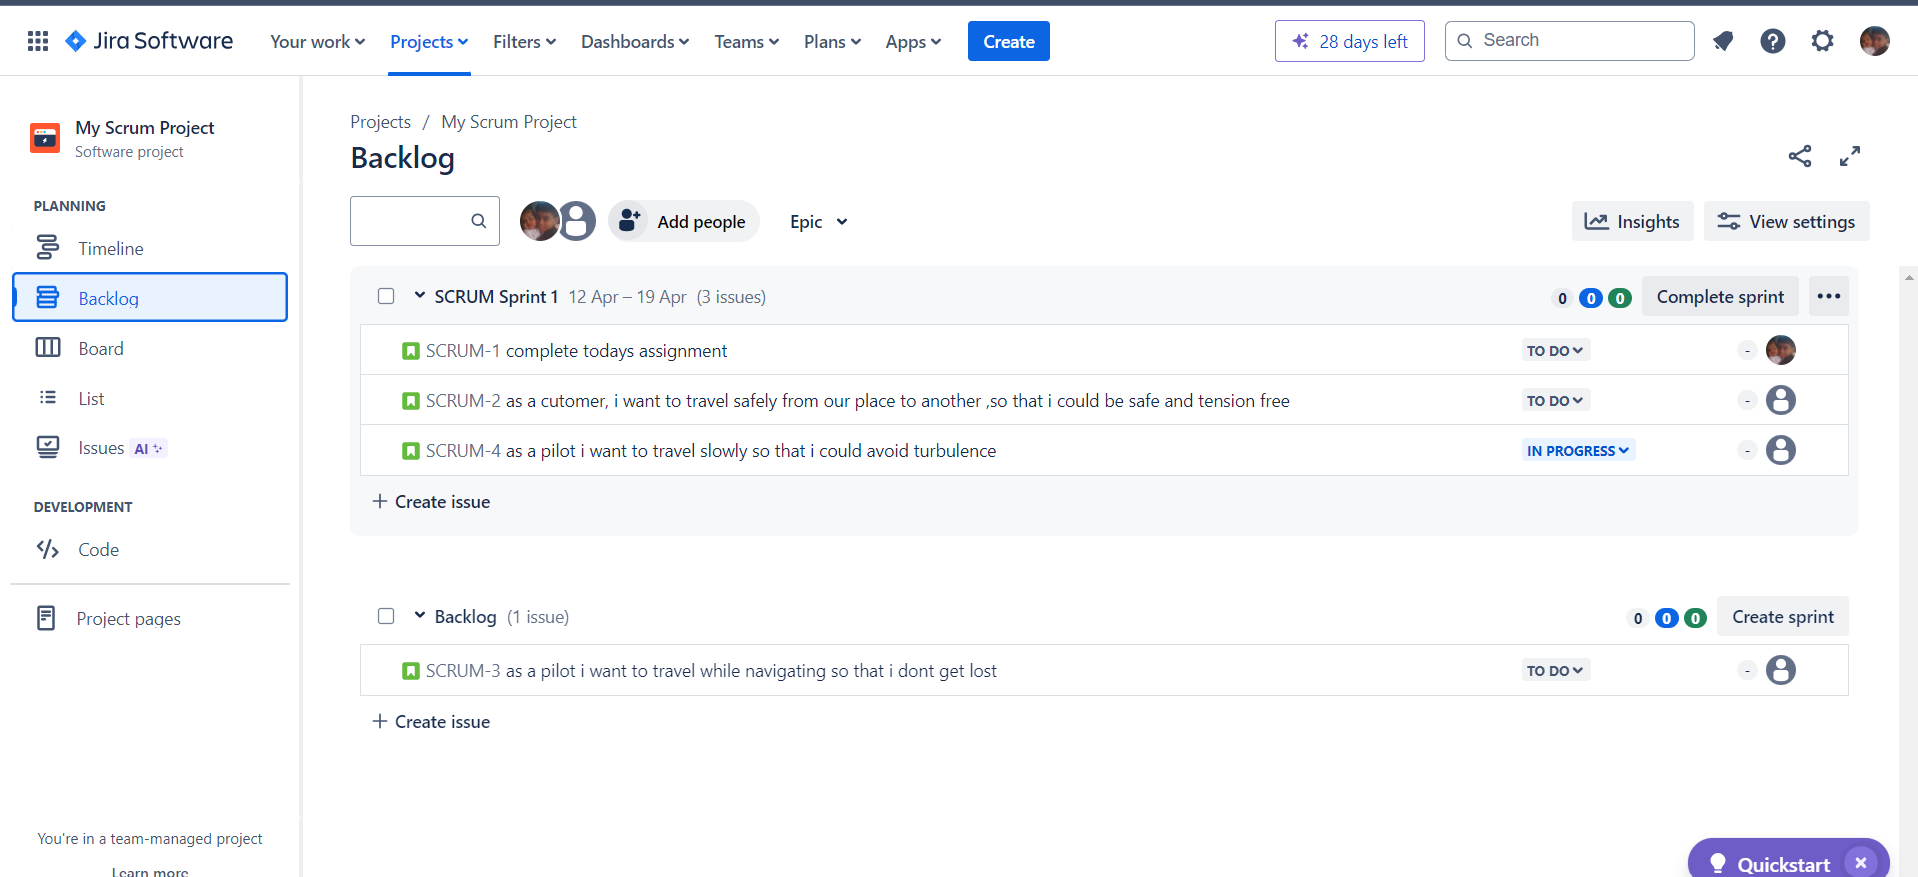 Jira Software
Your work
Projects
Filters
Dashboards
Teams
Plans
Apps
Create
28 days left
Search
My Scrum Project
Software project
PLANNING
Timeline
Backlog
Board
List
Issues AI
DEVELOPMENT
Code
Project pages
You're in a team-managed project
Learn more
Projects / My Scrum Project
Backlog
Add people
Epic
Insights
View settings
SCRUM Sprint 1 12 Apr – 19 Apr (3 issues)
0 0 0
Complete sprint
SCRUM-1 complete todays assignment
TO DO
-
SCRUM-2 as a cutomer, i want to travel safely from our place to another ,so that i could be safe and tension free
TO DO
-
SCRUM-4 as a pilot i want to travel slowly so that i could avoid turbulence
IN PROGRESS
-
+ Create issue
Backlog (1 issue)
0 0 0
Create sprint
SCRUM-3 as a pilot i want to travel while navigating so that i dont get lost
TO DO
-
+ Create issue
Quickstart